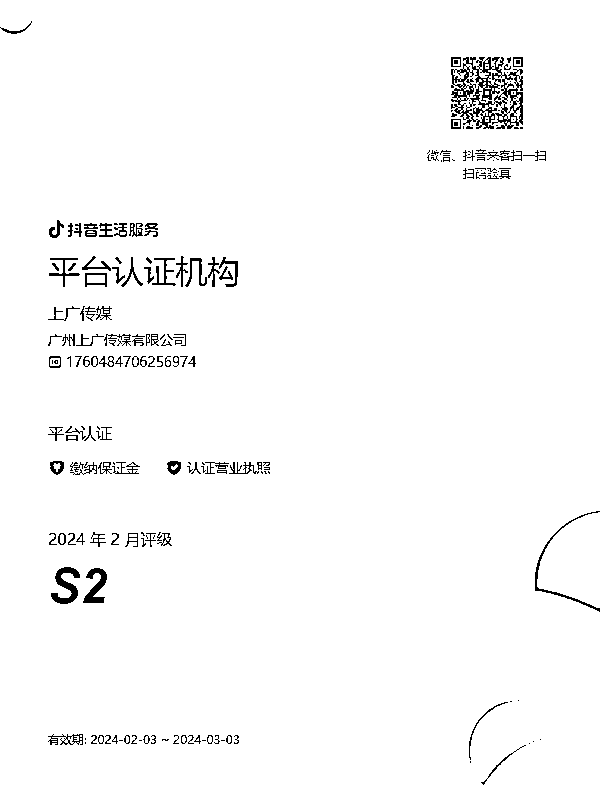 微信、抖音来客扫一扫
扫码验真
抖音生活服务
平台认证机构
上广传媒
广州上广传媒有限公司
1760484706256974
平台认证
缴纳保证金 认证营业执照
2024 年 2 月评级
S2
有效期: 2024-02-03 ~ 2024-03-03